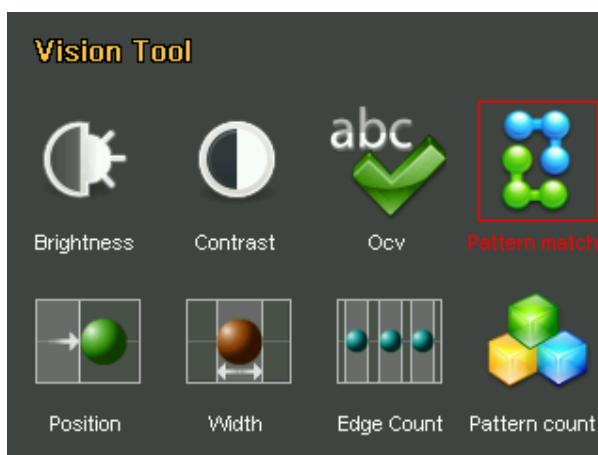 Vision Tool
abc
Brightness Contrast Ocv Pattern match
Position Width Edge Count Pattern count